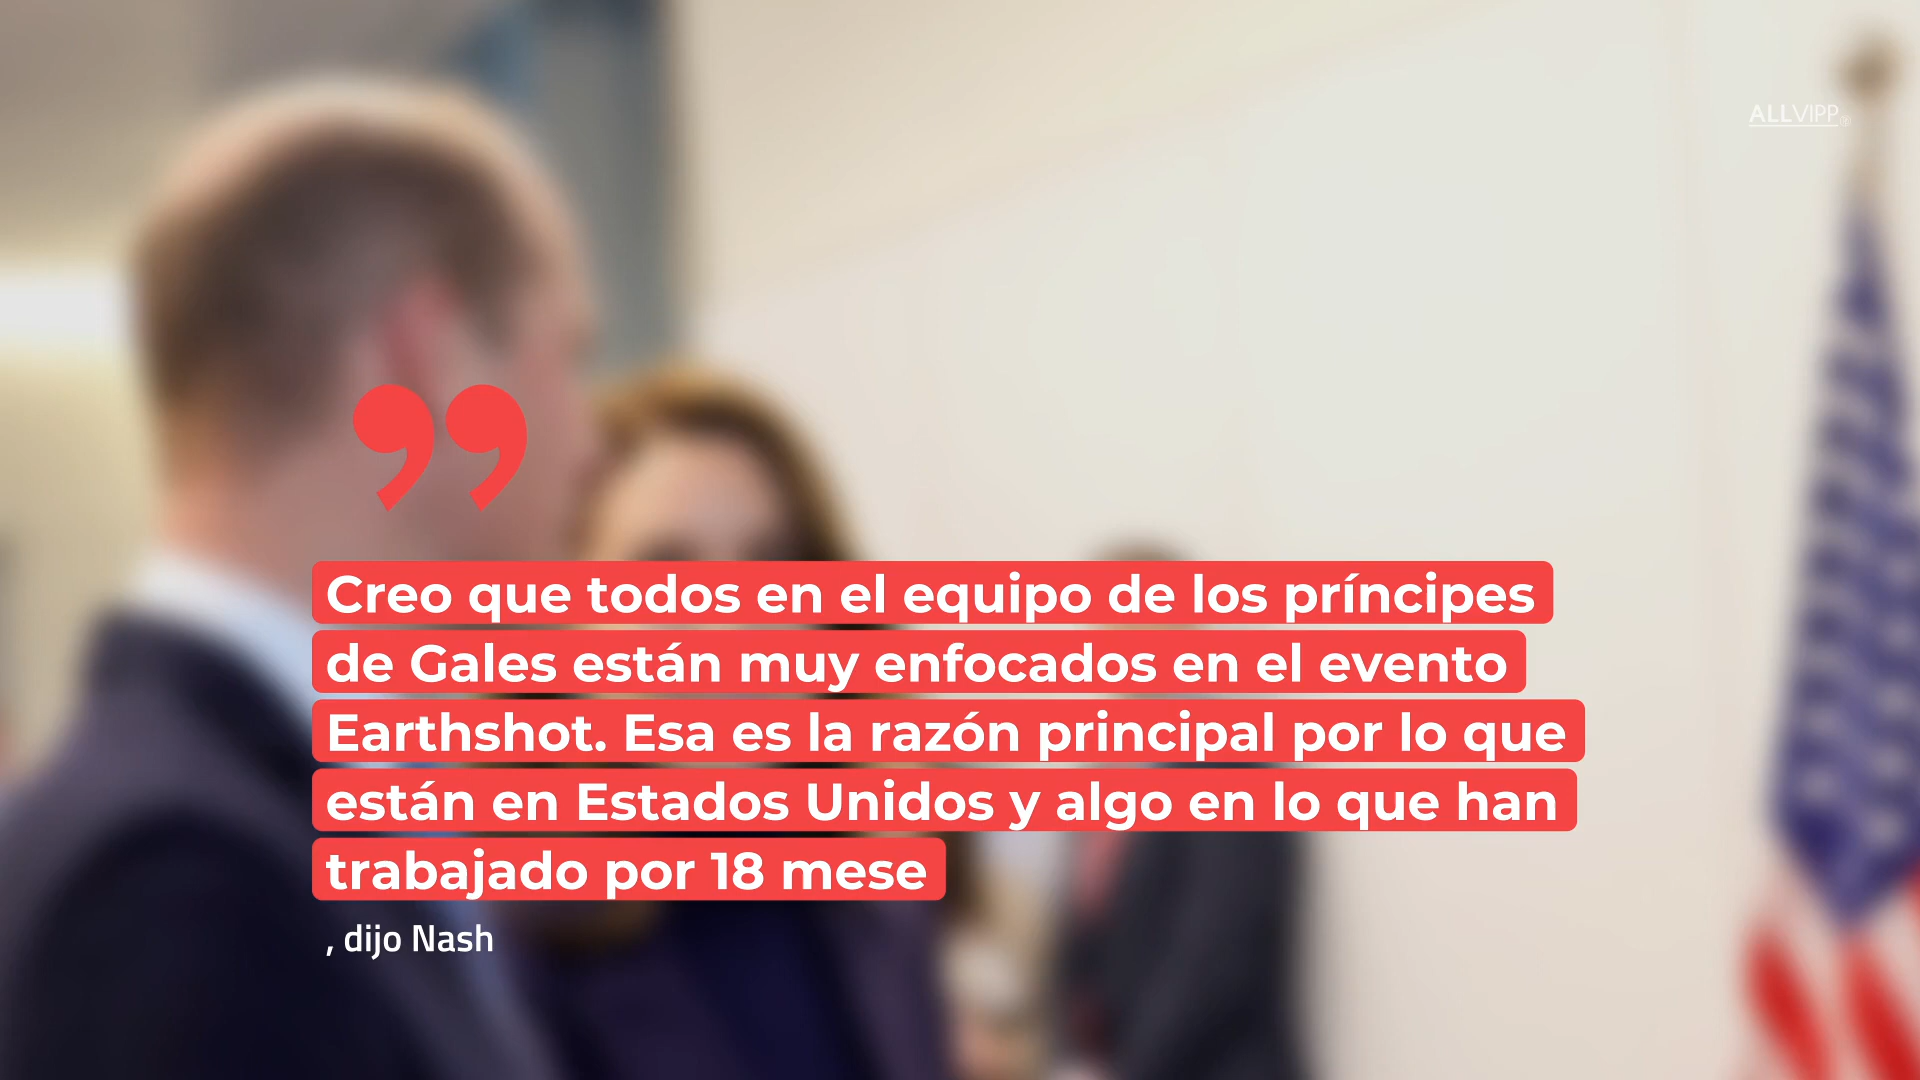 ALLVIPP®
Creo que todos en el equipo de los príncipes
de Gales están muy enfocados en el evento
Earthshot. Esa es la razón principal por lo que
están en Estados Unidos y algo en lo que han
trabajado por 18 mese
, dijo Nash